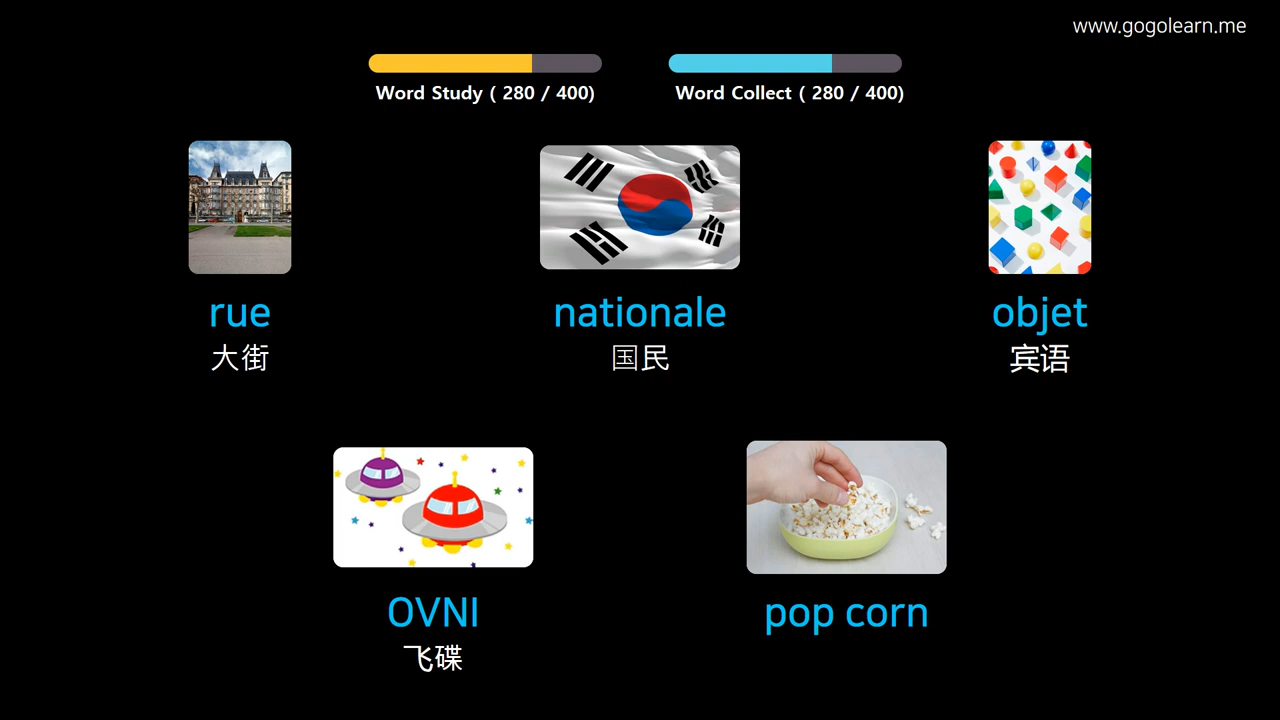 www.gogolearn.me
Word Study ( 280 / 400)
Word Collect ( 280 / 400)
rue
大街
nationale
国民
objet
宾语
OVNI
飞碟
pop corn